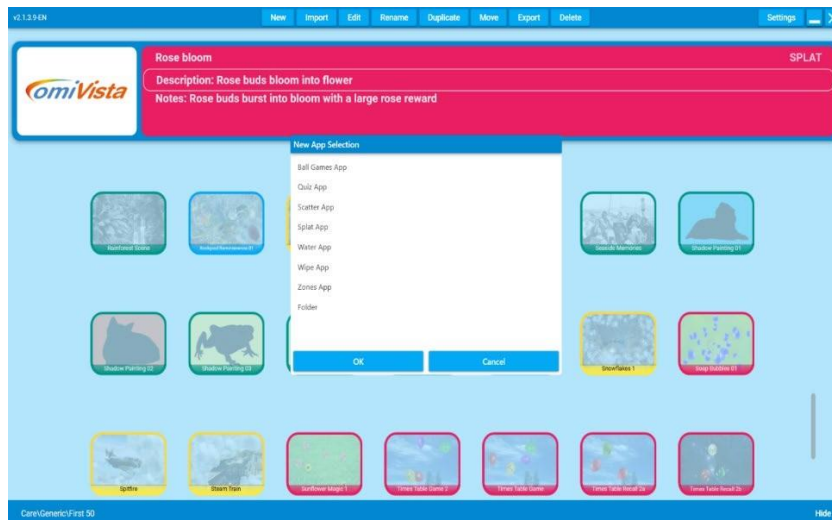 v2.1.3.9-EN
New
Import
Edit
Rename
Duplicate
Move
Export
Delete
Settings
omiVista
Rose bloom
SPLAT
Description: Rose buds bloom into flower
Notes: Rose buds burst into bloom with a large rose reward
New App Selection
Ball Games App
Quiz App
Scatter App
Splat App
Water App
Wipe App
Zones App
Folder
OK
Cancel
Rainforest Scene
Seaside Memories
Shadow Painting 01
Shadow Painting 02
Shadow Painting 03
Snowflakes 1
Soap Bubbles 01
Spitfire
Steam Train
Sunflower Magic 1
Times Table Game 2
Times Table Game
Times Table Recall 2a
Times Table Recall 2b
Care\Generic\First 50
Hide